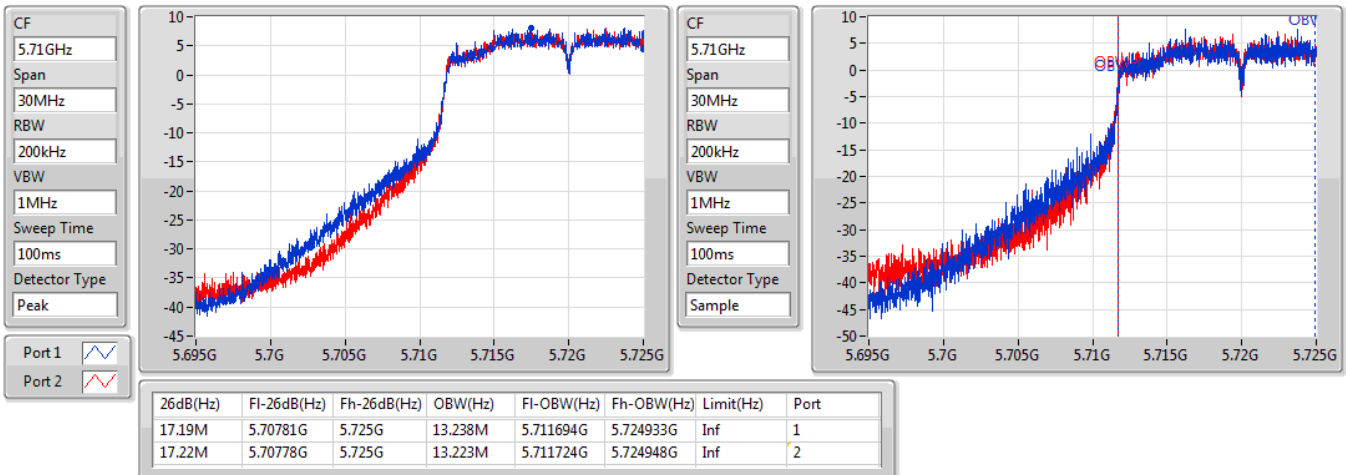 CF
5.71GHz
Span
30MHz
RBW
200kHz
VBW
1MHz
Sweep Time
100ms
Detector Type
Peak
Port 1
Port 2
10
5
0
-5
-10
-15
-20
-25
-30
-35
-40
-45
5.695G 5.7G 5.705G 5.71G 5.715G 5.72G 5.725G
CF
5.71GHz
Span
30MHz
RBW
200kHz
VBW
1MHz
Sweep Time
100ms
Detector Type
Sample
10
5
0
-5
-10
-15
-20
-25
-30
-35
-40
-45
-50
5.695G 5.7G 5.705G 5.71G 5.715G 5.72G 5.725G
26dB(Hz) Fl-26dB(Hz) Fh-26dB(Hz) OBW(Hz) Fl-OBW(Hz) Fh-OBW(Hz) Limit(Hz) Port
17.19M 5.70781G 5.725G 13.238M 5.711694G 5.724933G Inf 1
17.22M 5.70778G 5.725G 13.223M 5.711724G 5.724948G Inf 2